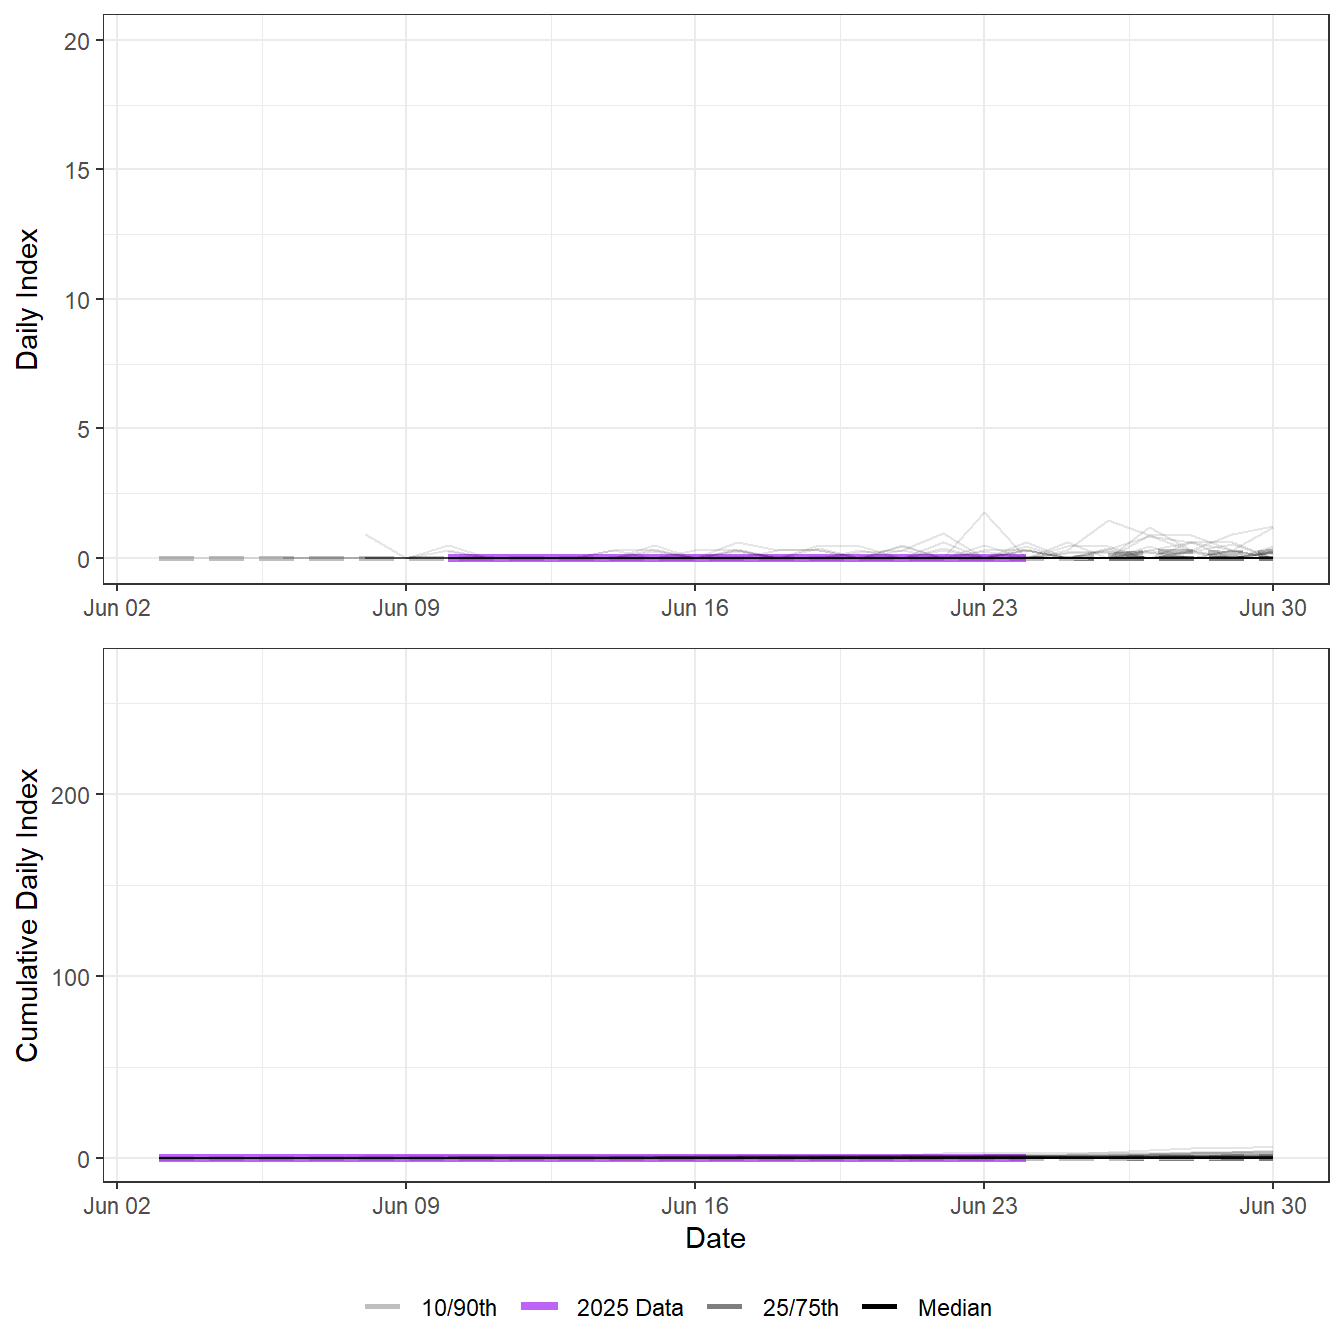 20
15
10
5
0
Daily Index
Jun 02 Jun 09 Jun 16 Jun 23 Jun 30
200
100
0
Cumulative Daily Index
Jun 02 Jun 09 Jun 16 Jun 23 Jun 30
Date
10/90th 2025 Data 25/75th Median